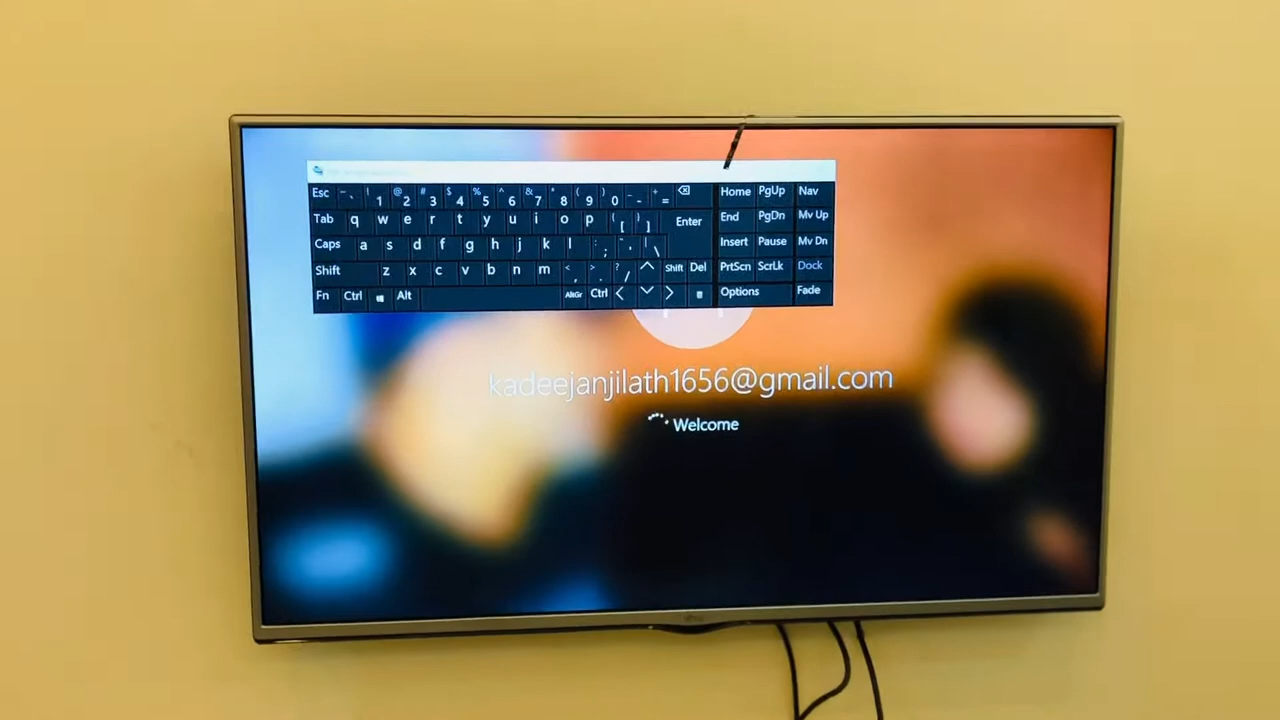 Esc ~ ` ! 1 @ 2 # 3 $ 4 % 5 ^ 6 & 7 * 8 ( 9 ) 0 _ - + = Home PgUp Nav
Tab q w e r t y u i o p { [ } ] Enter End PgDn Mv Up
Caps a s d f g h j k l : ; " ' | \ Insert Pause Mv Dn
Shift z x c v b n m < , > . ? / Shift Del PrtScn ScrLk Dock
Fn Ctrl Alt AltGr Ctrl Options Fade
kadeejanjilath1656@gmail.com
Welcome